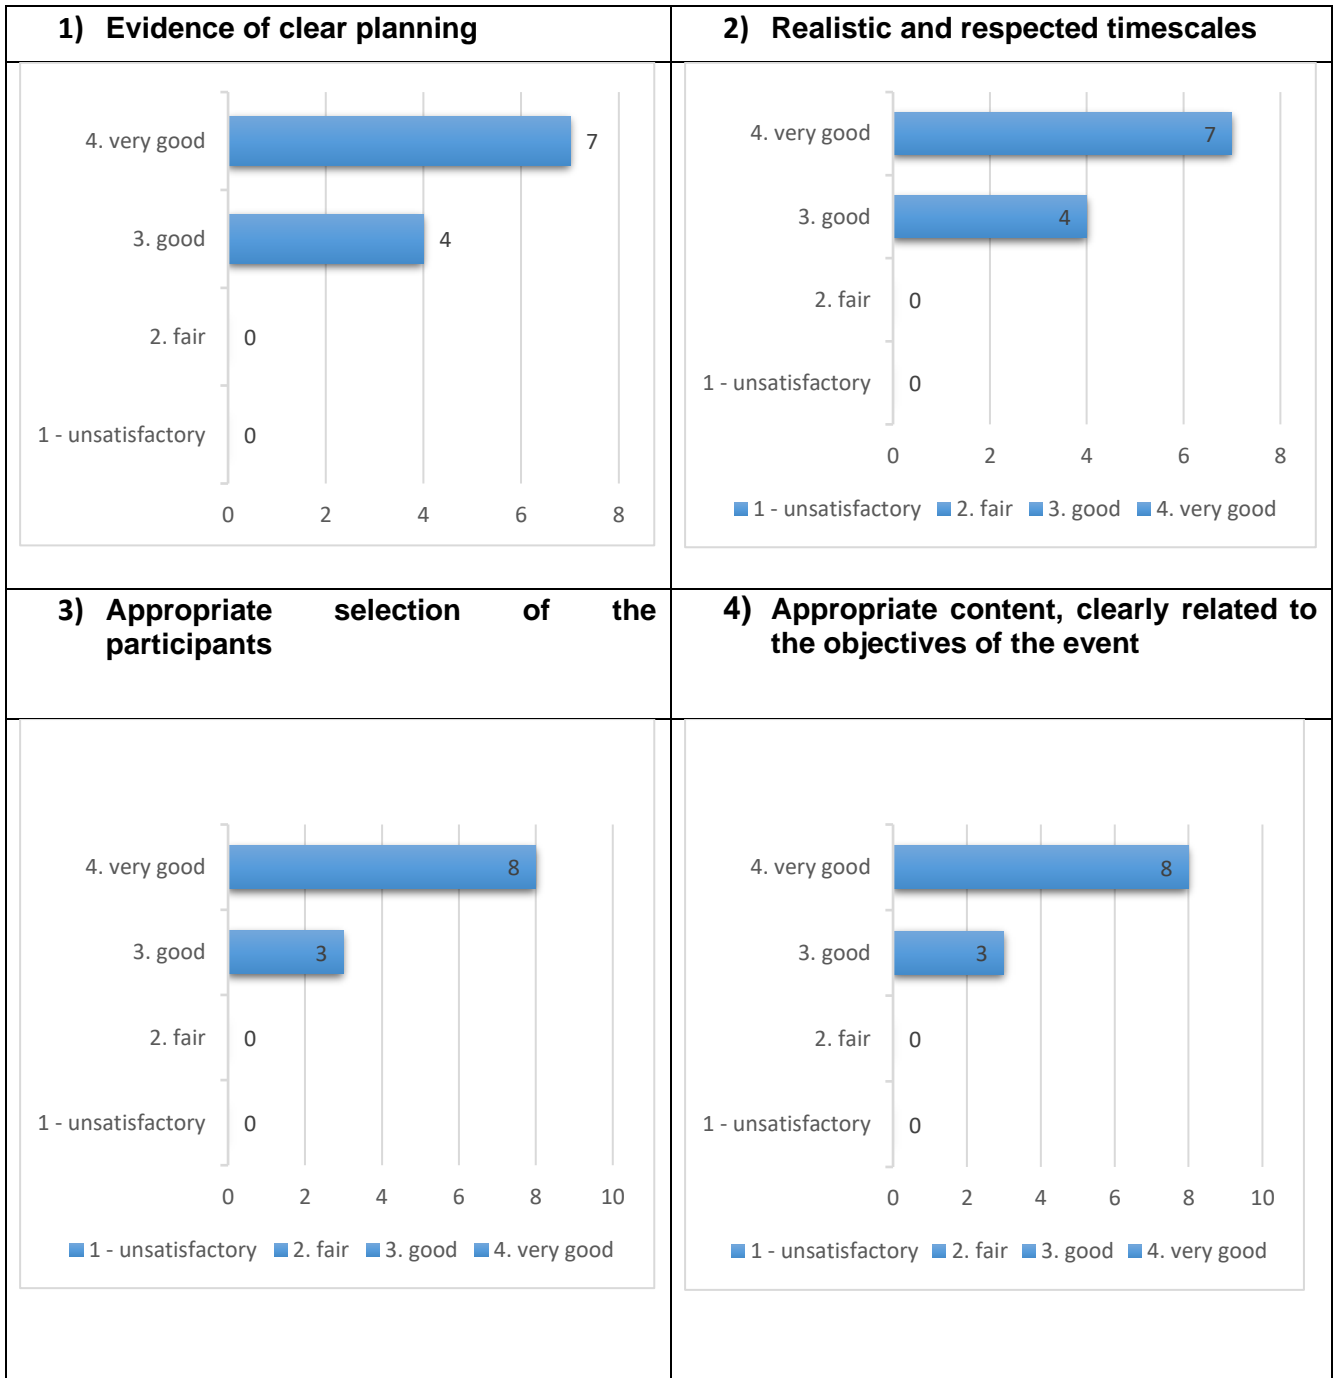 1) Evidence of clear planning
2) Realistic and respected timescales
4. very good 7
3. good 4
2. fair 0
1 - unsatisfactory 0
0 2 4 6 8
4. very good 7
3. good 4
2. fair 0
1 - unsatisfactory 0
0 2 4 6 8
1 - unsatisfactory 2. fair 3. good 4. very good
3) Appropriate selection of the
participants
4) Appropriate content, clearly related to
the objectives of the event
4. very good 8
3. good 3
2. fair 0
1 - unsatisfactory 0
0 2 4 6 8 10
1 - unsatisfactory 2. fair 3. good 4. very good
4. very good 8
3. good 3
2. fair 0
1 - unsatisfactory 0
0 2 4 6 8 10
1 - unsatisfactory 2. fair 3. good 4. very good